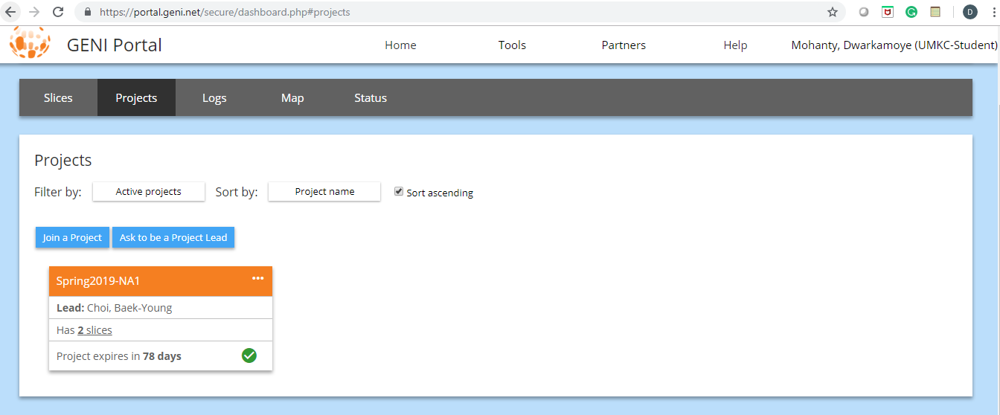 https://portal.geni.net/secure/dashboard.php#projects
D
GENI Portal Home Tools Partners Help Mohanty, Dwarkamoye (UMKC-Student)
Slices Projects Logs Map Status
Projects
Filter by: Active projects Sort by: Project name Sort ascending
Join a Project Ask to be a Project Lead
Spring2019-NA1
Lead: Choi, Baek-Young
Has 2 slices
Project expires in 78 days